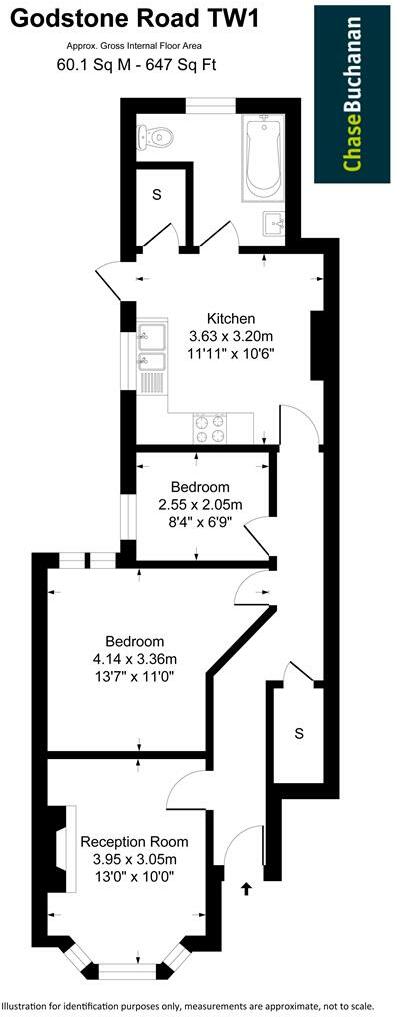 Godstone Road TW1
Approx. Gross Internal Floor Area
60.1 Sq M - 647 Sq Ft
ChaseBuchanan
S
Kitchen
3.63 x 3.20m
11'11" x 10'6"
Bedroom
2.55 x 2.05m
8'4" x 6'9"
Bedroom
4.14 x 3.36m
13'7" x 11'0"
S
Reception Room
3.95 x 3.05m
13'0" x 10'0"
Illustration for identification purposes only, measurements are approximate, not to scale.